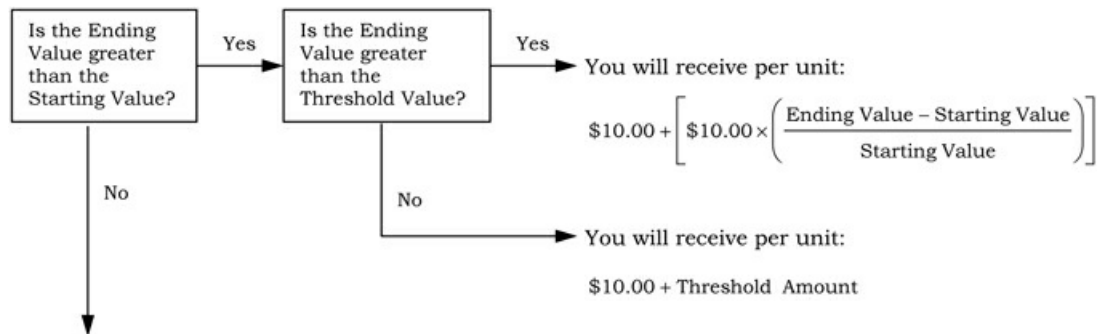 Is the Ending
Value greater
than the
Starting Value?
Yes
Is the Ending
Value greater
than the
Threshold Value?
Yes
You will receive per unit:
$10.00 + [ $10.00 × ( (Ending Value – Starting Value) / Starting Value ) ]
No
No
You will receive per unit:
$10.00 + Threshold Amount